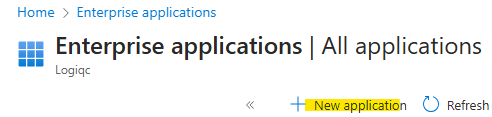 Home > Enterprise applications
Enterprise applications | All applications
Logiqc
« + New application Refresh